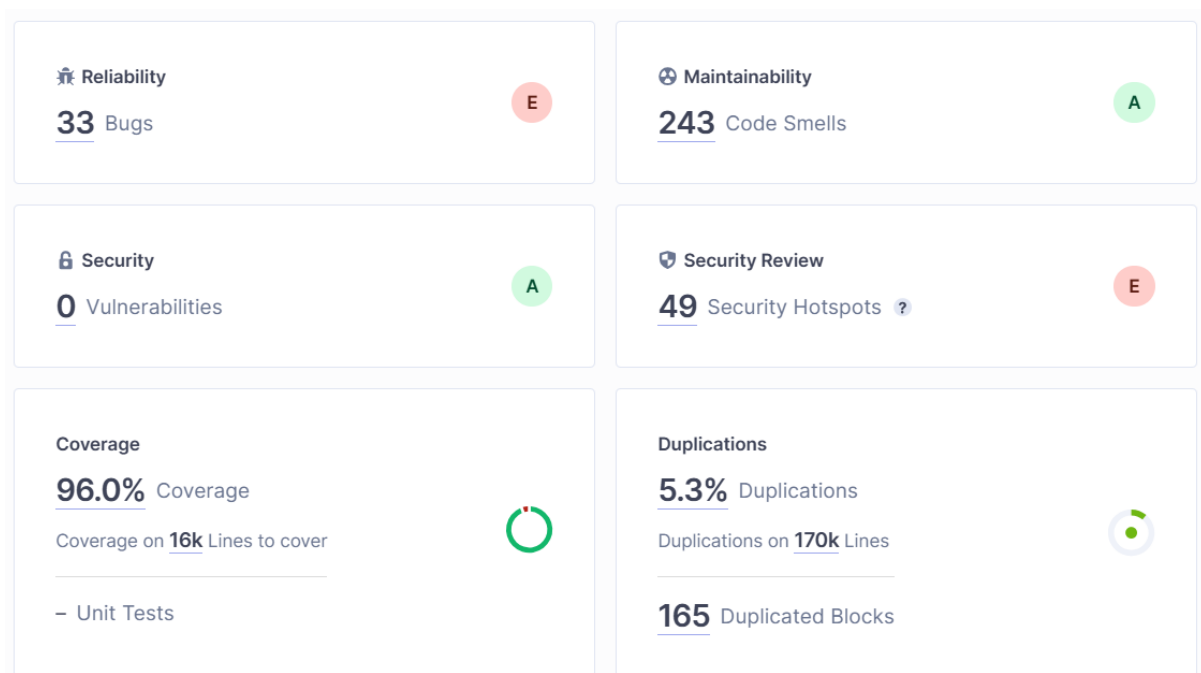 Reliability
33 Bugs
E
Maintainability
243 Code Smells
A
Security
0 Vulnerabilities
A
Security Review
49 Security Hotspots ?
E
Coverage
96.0% Coverage
Coverage on 16k Lines to cover
– Unit Tests
Duplications
5.3% Duplications
Duplications on 170k Lines
165 Duplicated Blocks